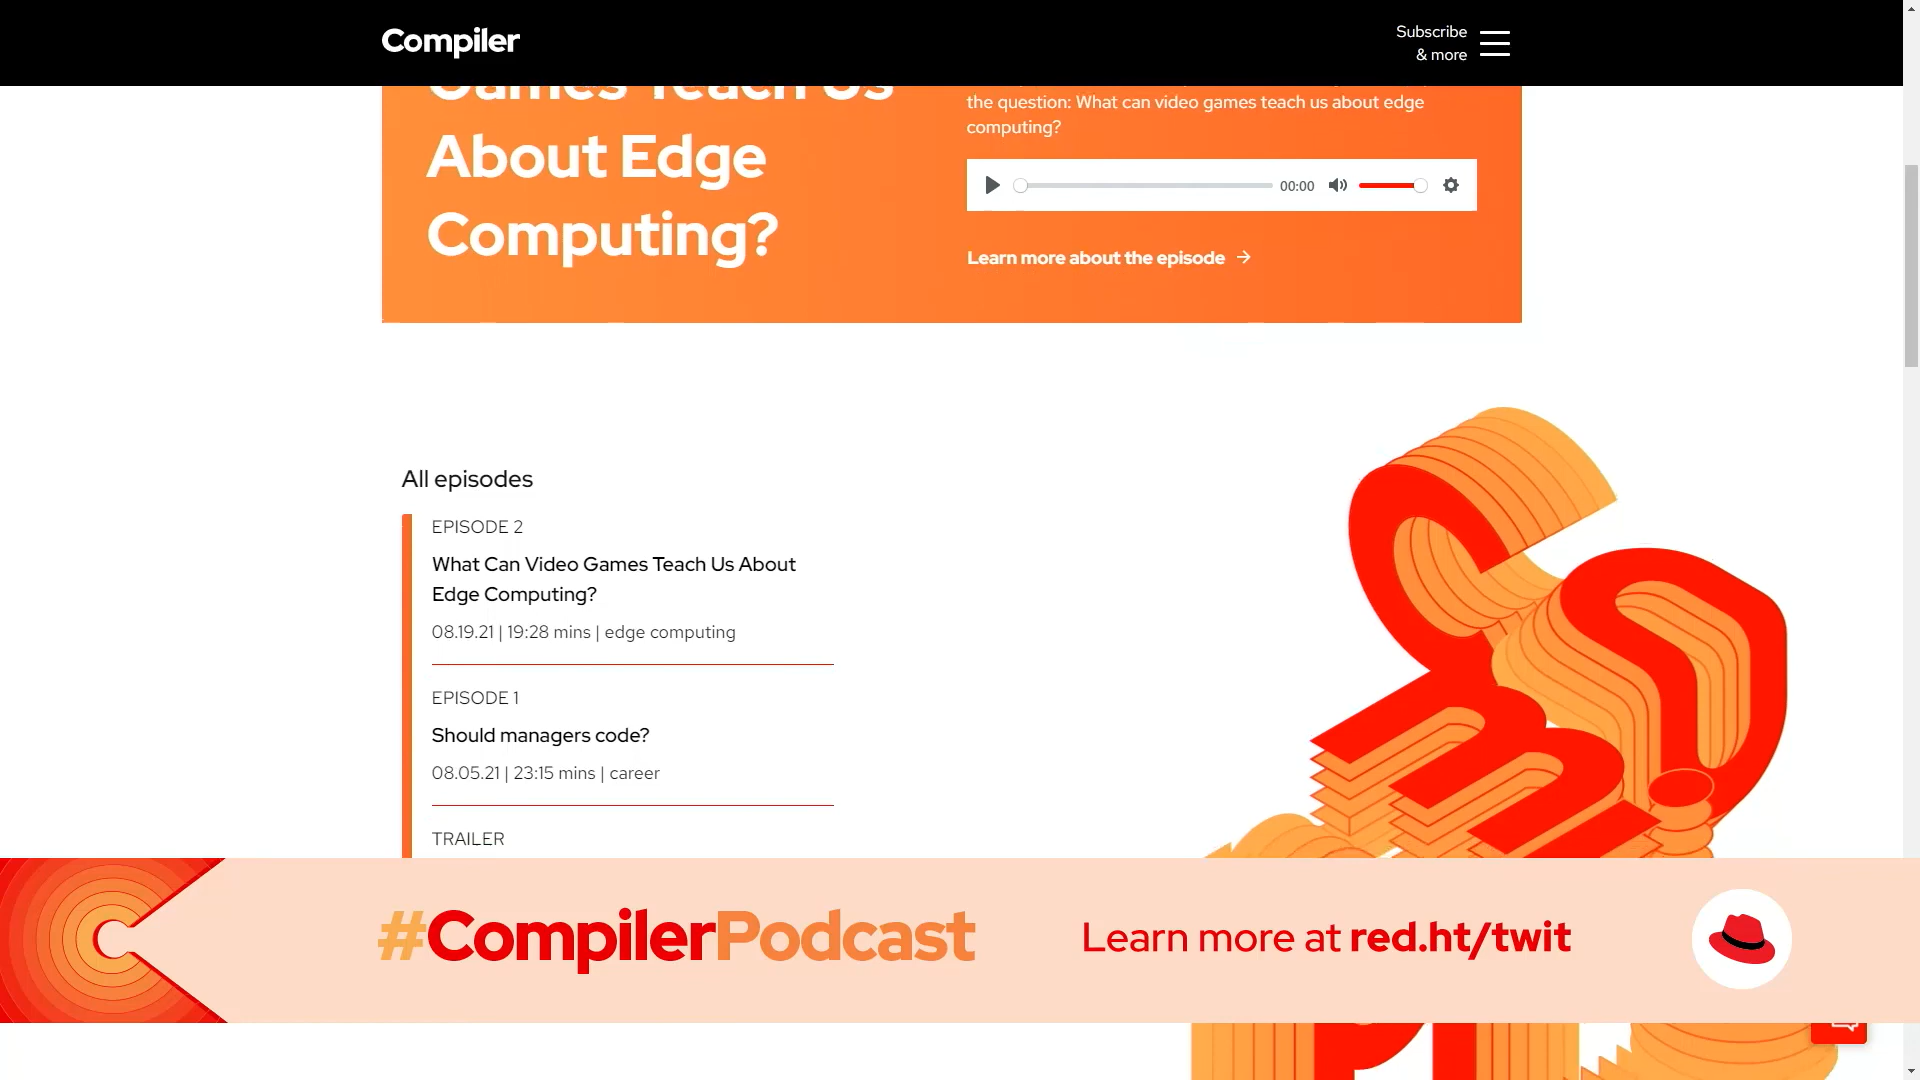 Compiler
Subscribe
& more
Games Teach Us
About Edge
Computing?
the question: What can video games teach us about edge
computing?
00:00
Learn more about the episode
All episodes
EPISODE 2
What Can Video Games Teach Us About
Edge Computing?
08.19.21 | 19:28 mins | edge computing
EPISODE 1
Should managers code?
08.05.21 | 23:15 mins | career
TRAILER
#CompilerPodcast
Learn more at red.ht/twit